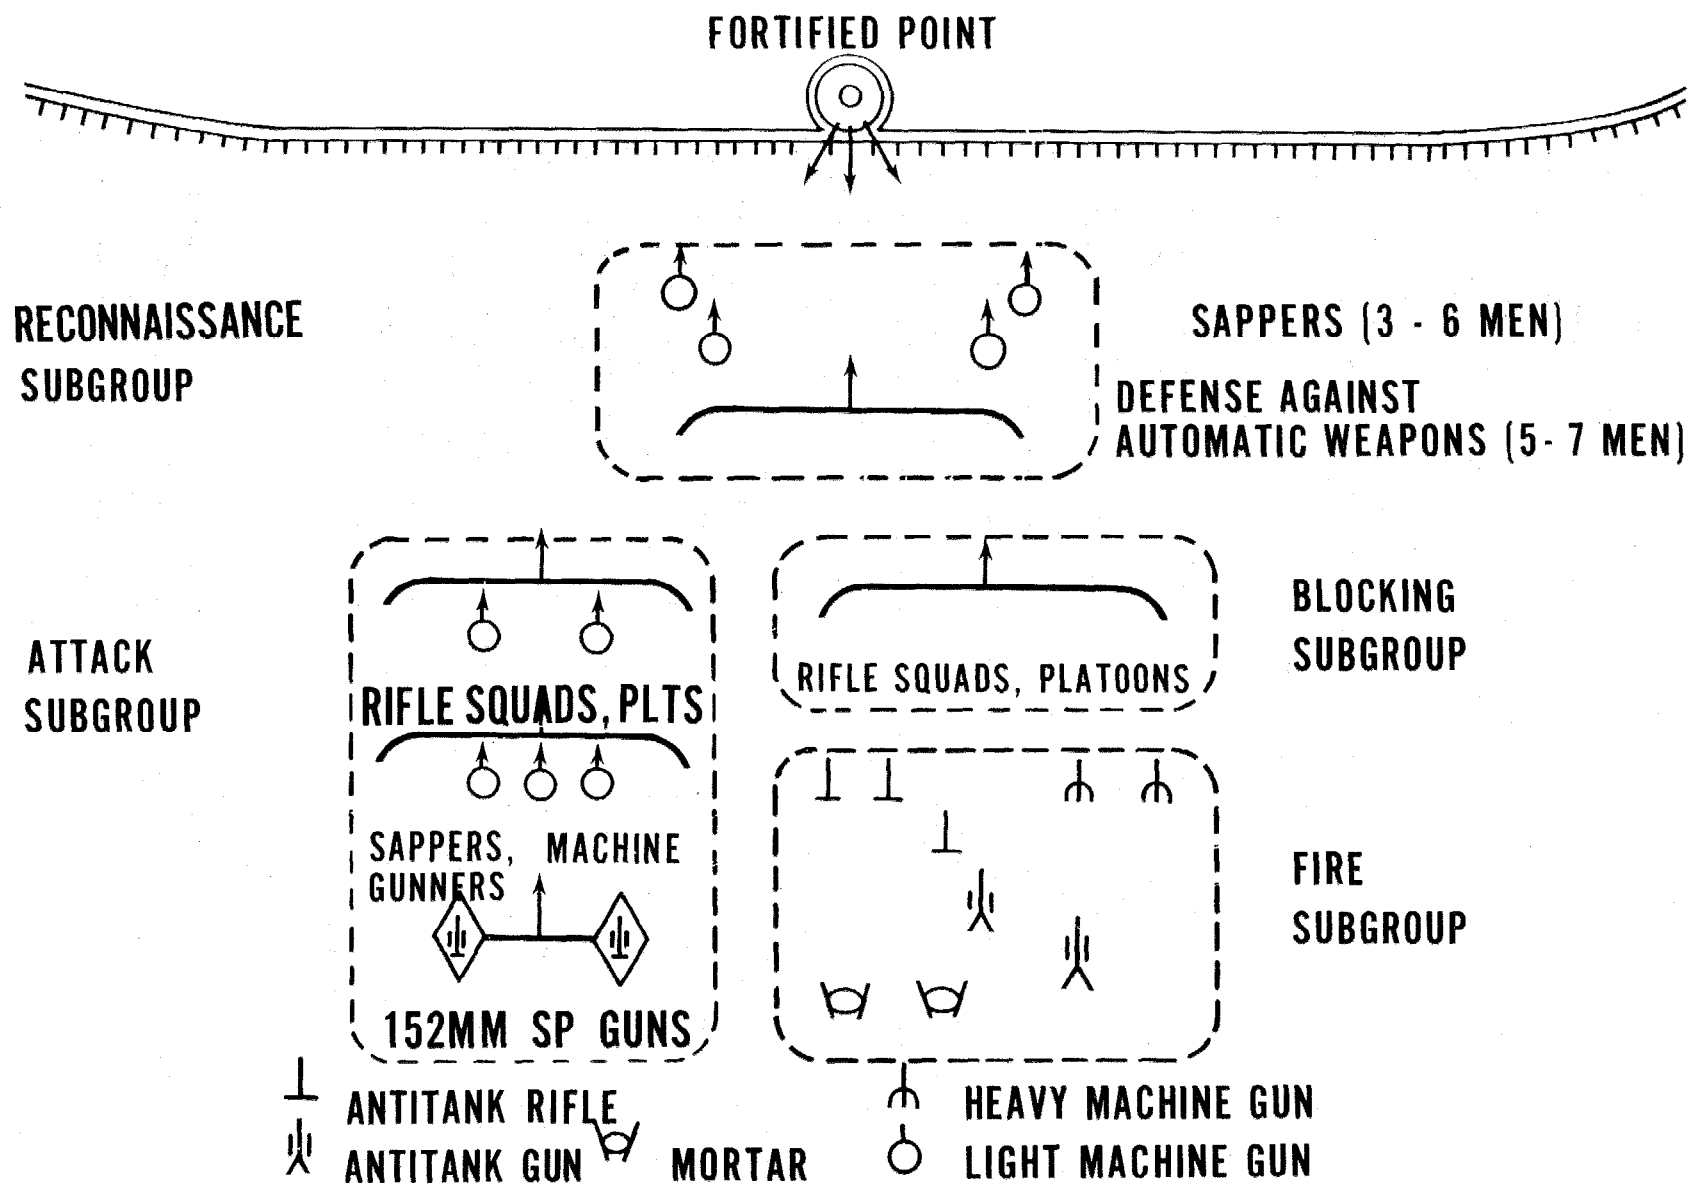 FORTIFIED POINT
RECONNAISSANCE
SUBGROUP
SAPPERS (3 - 6 MEN)
DEFENSE AGAINST
AUTOMATIC WEAPONS (5- 7 MEN)
ATTACK
SUBGROUP
RIFLE SQUADS, PLTS
SAPPERS, MACHINE
GUNNERS
152MM SP GUNS
RIFLE SQUADS, PLATOONS
BLOCKING
SUBGROUP
FIRE
SUBGROUP
ANTITANK RIFLE
ANTITANK GUN
MORTAR
HEAVY MACHINE GUN
LIGHT MACHINE GUN